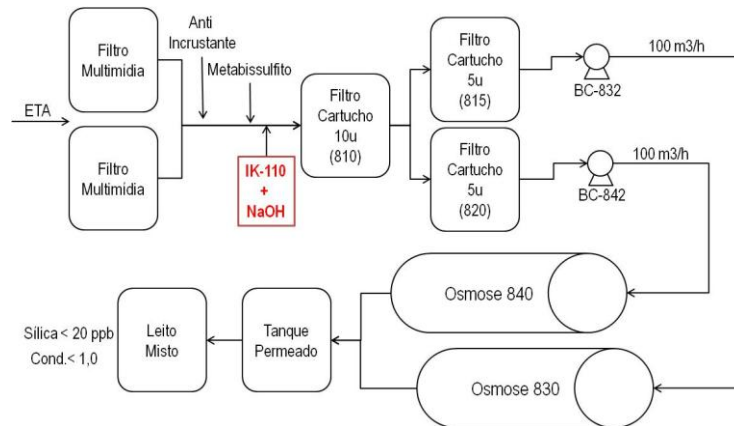 Anti
Incrustante
Filtro
Multimídia
Metabissulfito
ETA
Filtro
Multimídia
IK-110
+
NaOH
Filtro
Cartucho
10u
(810)
Filtro
Cartucho
5u
(815)
BC-832
100 m3/h
Filtro
Cartucho
5u
(820)
BC-842
100 m3/h
Osmose 840
Osmose 830
Tanque
Permeado
Leito
Misto
Sílica < 20 ppb
Cond.< 1,0